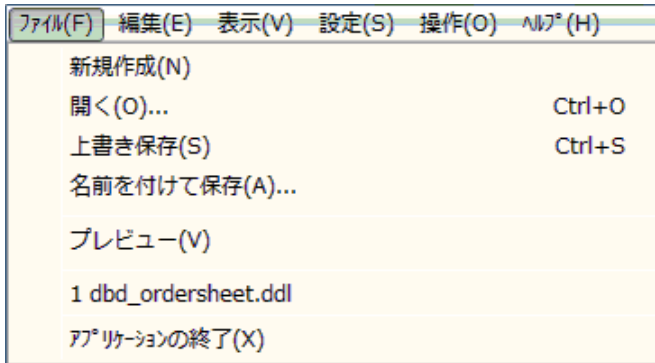 ﾌｧｲﾙ(F) 編集(E) 表示(V) 設定(S) 操作(O) ﾍﾙﾌﾟ(H)
新規作成(N)
開く(O)... Ctrl+O
上書き保存(S) Ctrl+S
名前を付けて保存(A)...
プレビュー(V)
1 dbd_ordersheet.ddl
ｱﾌﾟﾘｹｰｼｮﾝの終了(X)